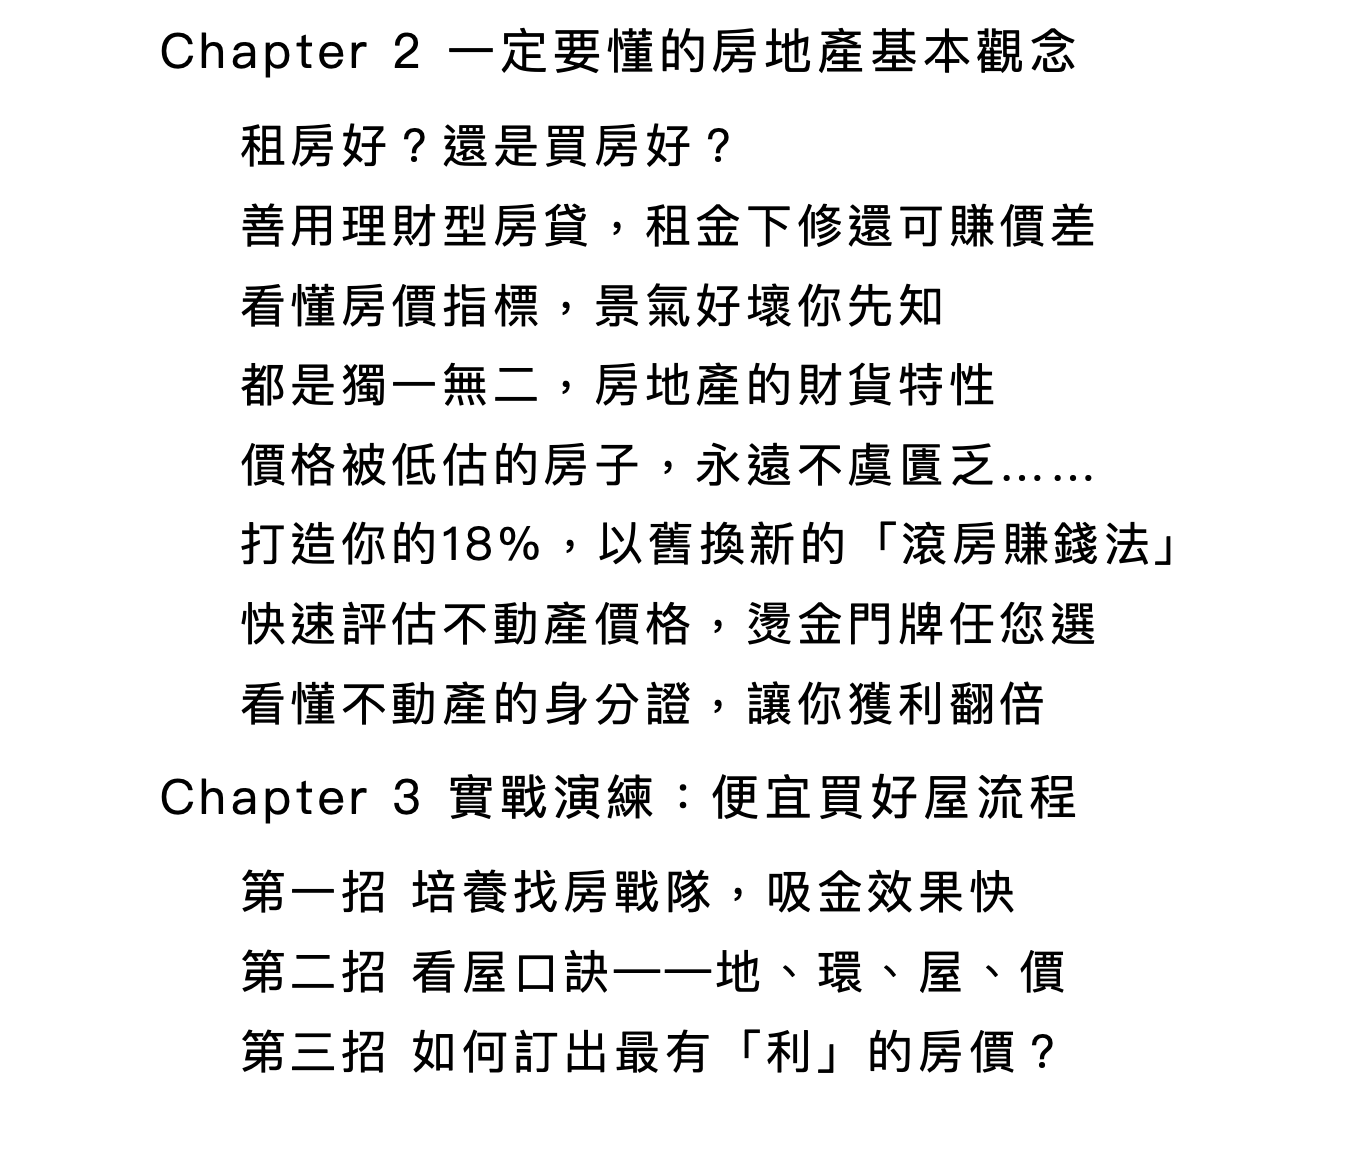 Chapter 2 一定要懂的房地產基本觀念
租房好？還是買房好？
善用理財型房貸，租金下修還可賺價差
看懂房價指標，景氣好壞你先知
都是獨一無二，房地產的財貨特性
價格被低估的房子，永遠不虞匱乏……
打造你的18%，以舊換新的「滾房賺錢法」
快速評估不動產價格，燙金門牌任您選
看懂不動產的身分證，讓你獲利翻倍
Chapter 3 實戰演練：便宜買好屋流程
第一招 培養找房戰隊，吸金效果快
第二招 看屋口訣——地、環、屋、價
第三招 如何訂出最有「利」的房價？